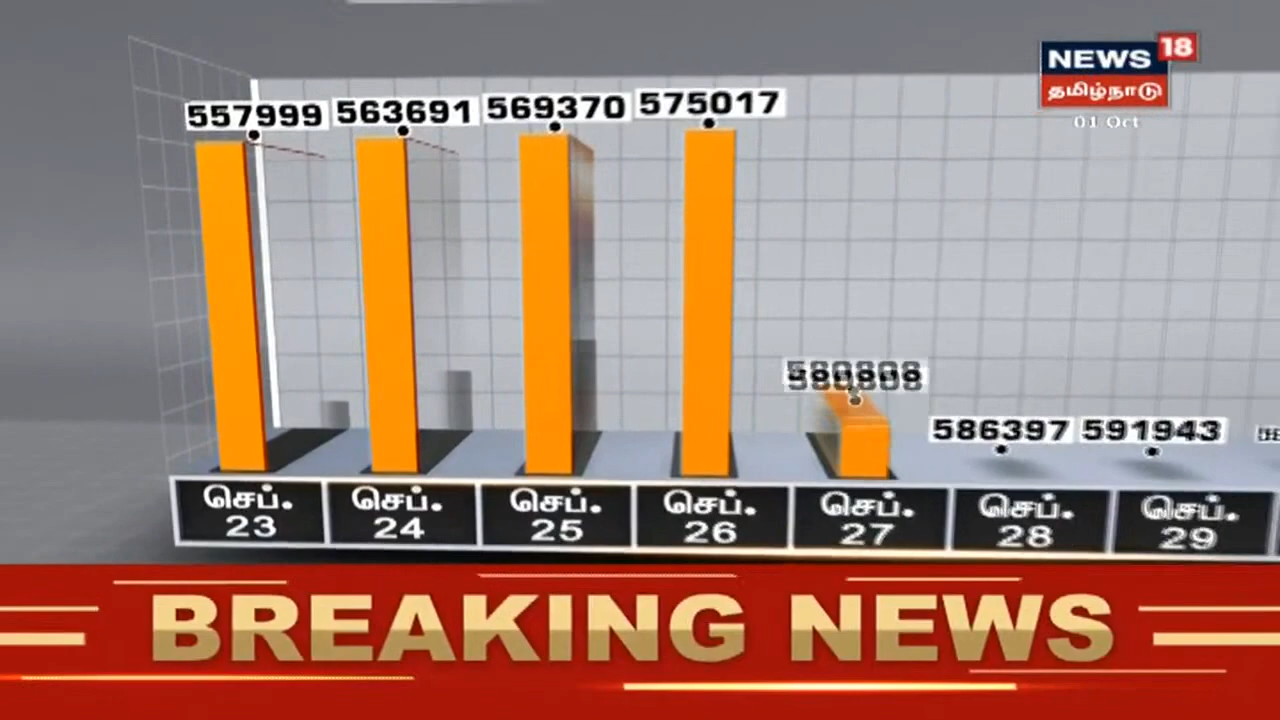 NEWS 18
தமிழ்நாடு
01 Oct
557999 563691 569370 575017
580808
586397 591943
செப். 23
செப். 24
செப். 25
செப். 26
செப். 27
செப். 28
செப். 29
BREAKING NEWS